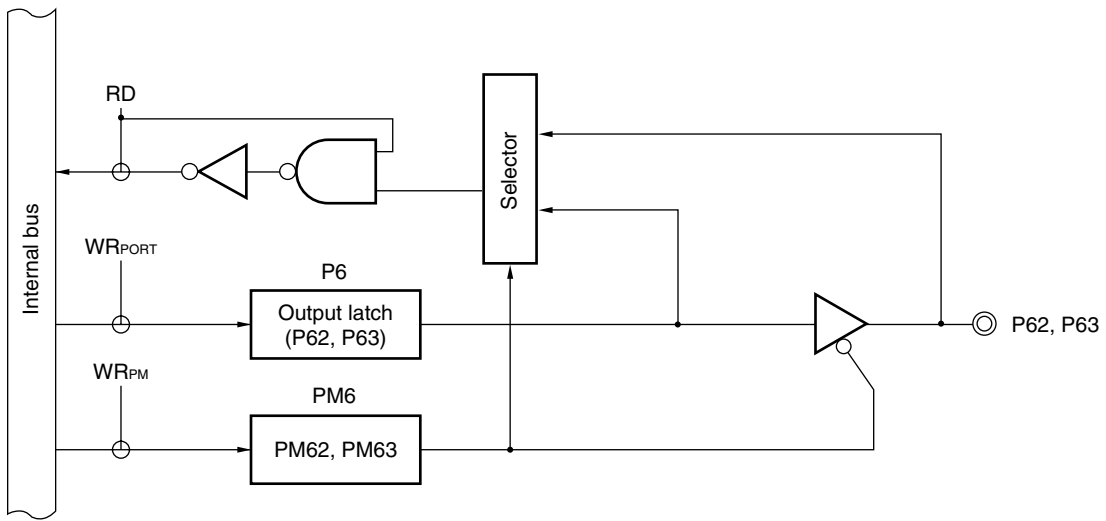 RD
Selector
Internal bus
WRPORT
P6
Output latch
(P62, P63)
P62, P63
WRPM
PM6
PM62, PM63